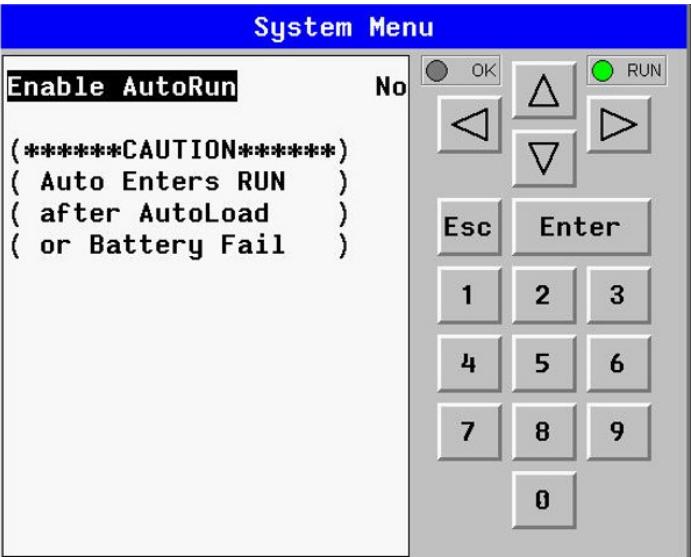 System Menu
Enable AutoRun No
(******CAUTION******)
( Auto Enters RUN )
( after AutoLoad )
( or Battery Fail )
OK RUN
Esc Enter
1 2 3
4 5 6
7 8 9
0